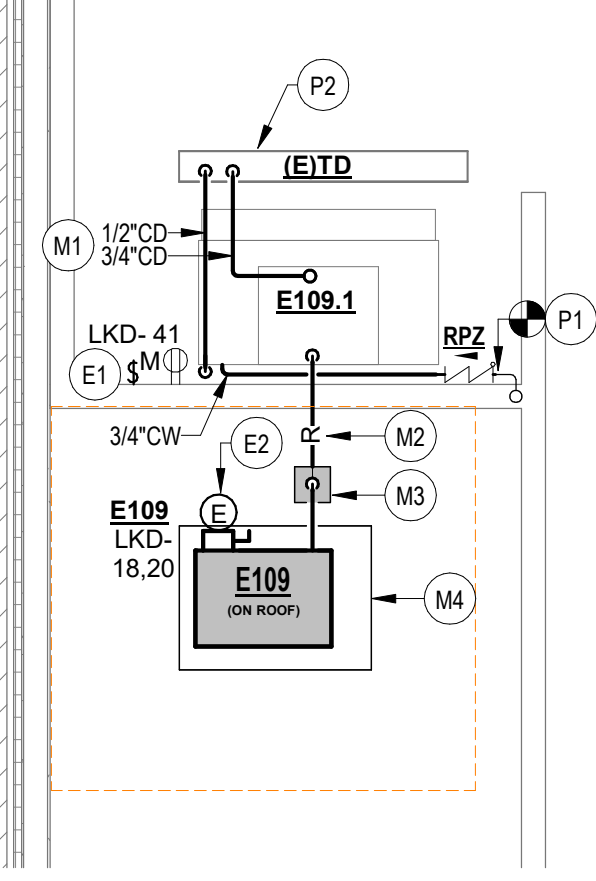 P2
(E)TD
M1
1/2"CD
3/4"CD
E109.1
LKD- 41
RPZ
P1
E1
$M
3/4"CW
E2
R
M2
M3
E109
LKD-
18,20
E
E109
(ON ROOF)
M4